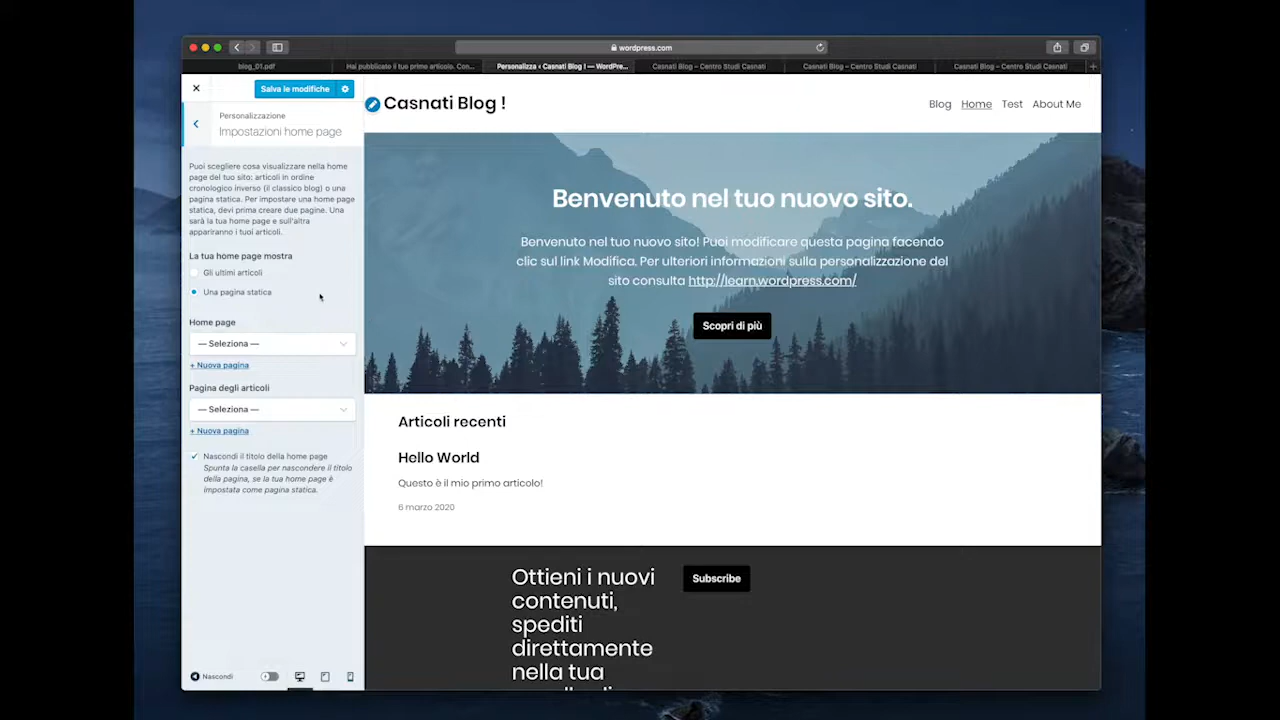 wordpress.com
blog_01.pdf
Hai pubblicato il tuo primo articolo. Con...
Personalizza ‹ Casnati Blog ! — WordPre...
Casnati Blog – Centro Studi Casnati
Casnati Blog – Centro Studi Casnati
Casnati Blog – Centro Studi Casnati
Salva le modifiche
Personalizzazione
Impostazioni home page
Puoi scegliere cosa visualizzare nella home
page del tuo sito: articoli in ordine
cronologico inverso (il classico blog) o una
pagina statica. Per impostare una home page
statica, devi prima creare due pagine. Una
sarà la tua home page e sull'altra
appariranno i tuoi articoli.
La tua home page mostra
Gli ultimi articoli
Una pagina statica
Home page
— Seleziona —
+ Nuova pagina
Pagina degli articoli
— Seleziona —
+ Nuova pagina
Nascondi il titolo della home page
Spunta la casella per nascondere il titolo
della pagina, se la tua home page è
impostata come pagina statica.
Nascondi
Casnati Blog !
Blog Home Test About Me
Benvenuto nel tuo nuovo sito.
Benvenuto nel tuo nuovo sito! Puoi modificare questa pagina facendo
clic sul link Modifica. Per ulteriori informazioni sulla personalizzazione del
sito consulta http://learn.wordpress.com/
Scopri di più
Articoli recenti
Hello World
Questo è il mio primo articolo!
6 marzo 2020
Ottieni i nuovi
contenuti,
spediti
direttamente
nella tua
Subscribe